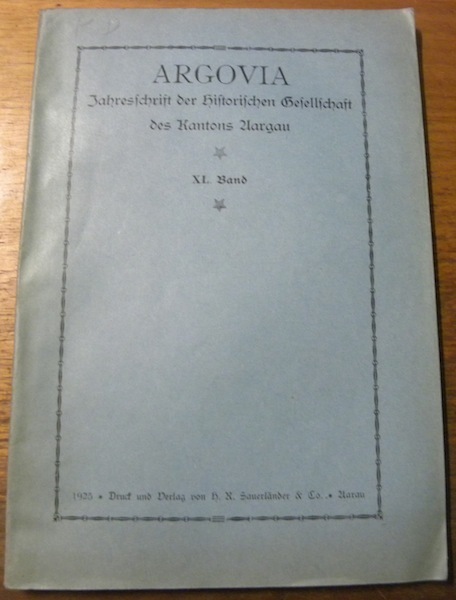 ARGOVIA
Jahresschrift der Historischen Gesellschaft
des Kantons Aargau
XL. Band
1925 * Druck und Verlag von H. R. Sauerländer & Co. * Aarau